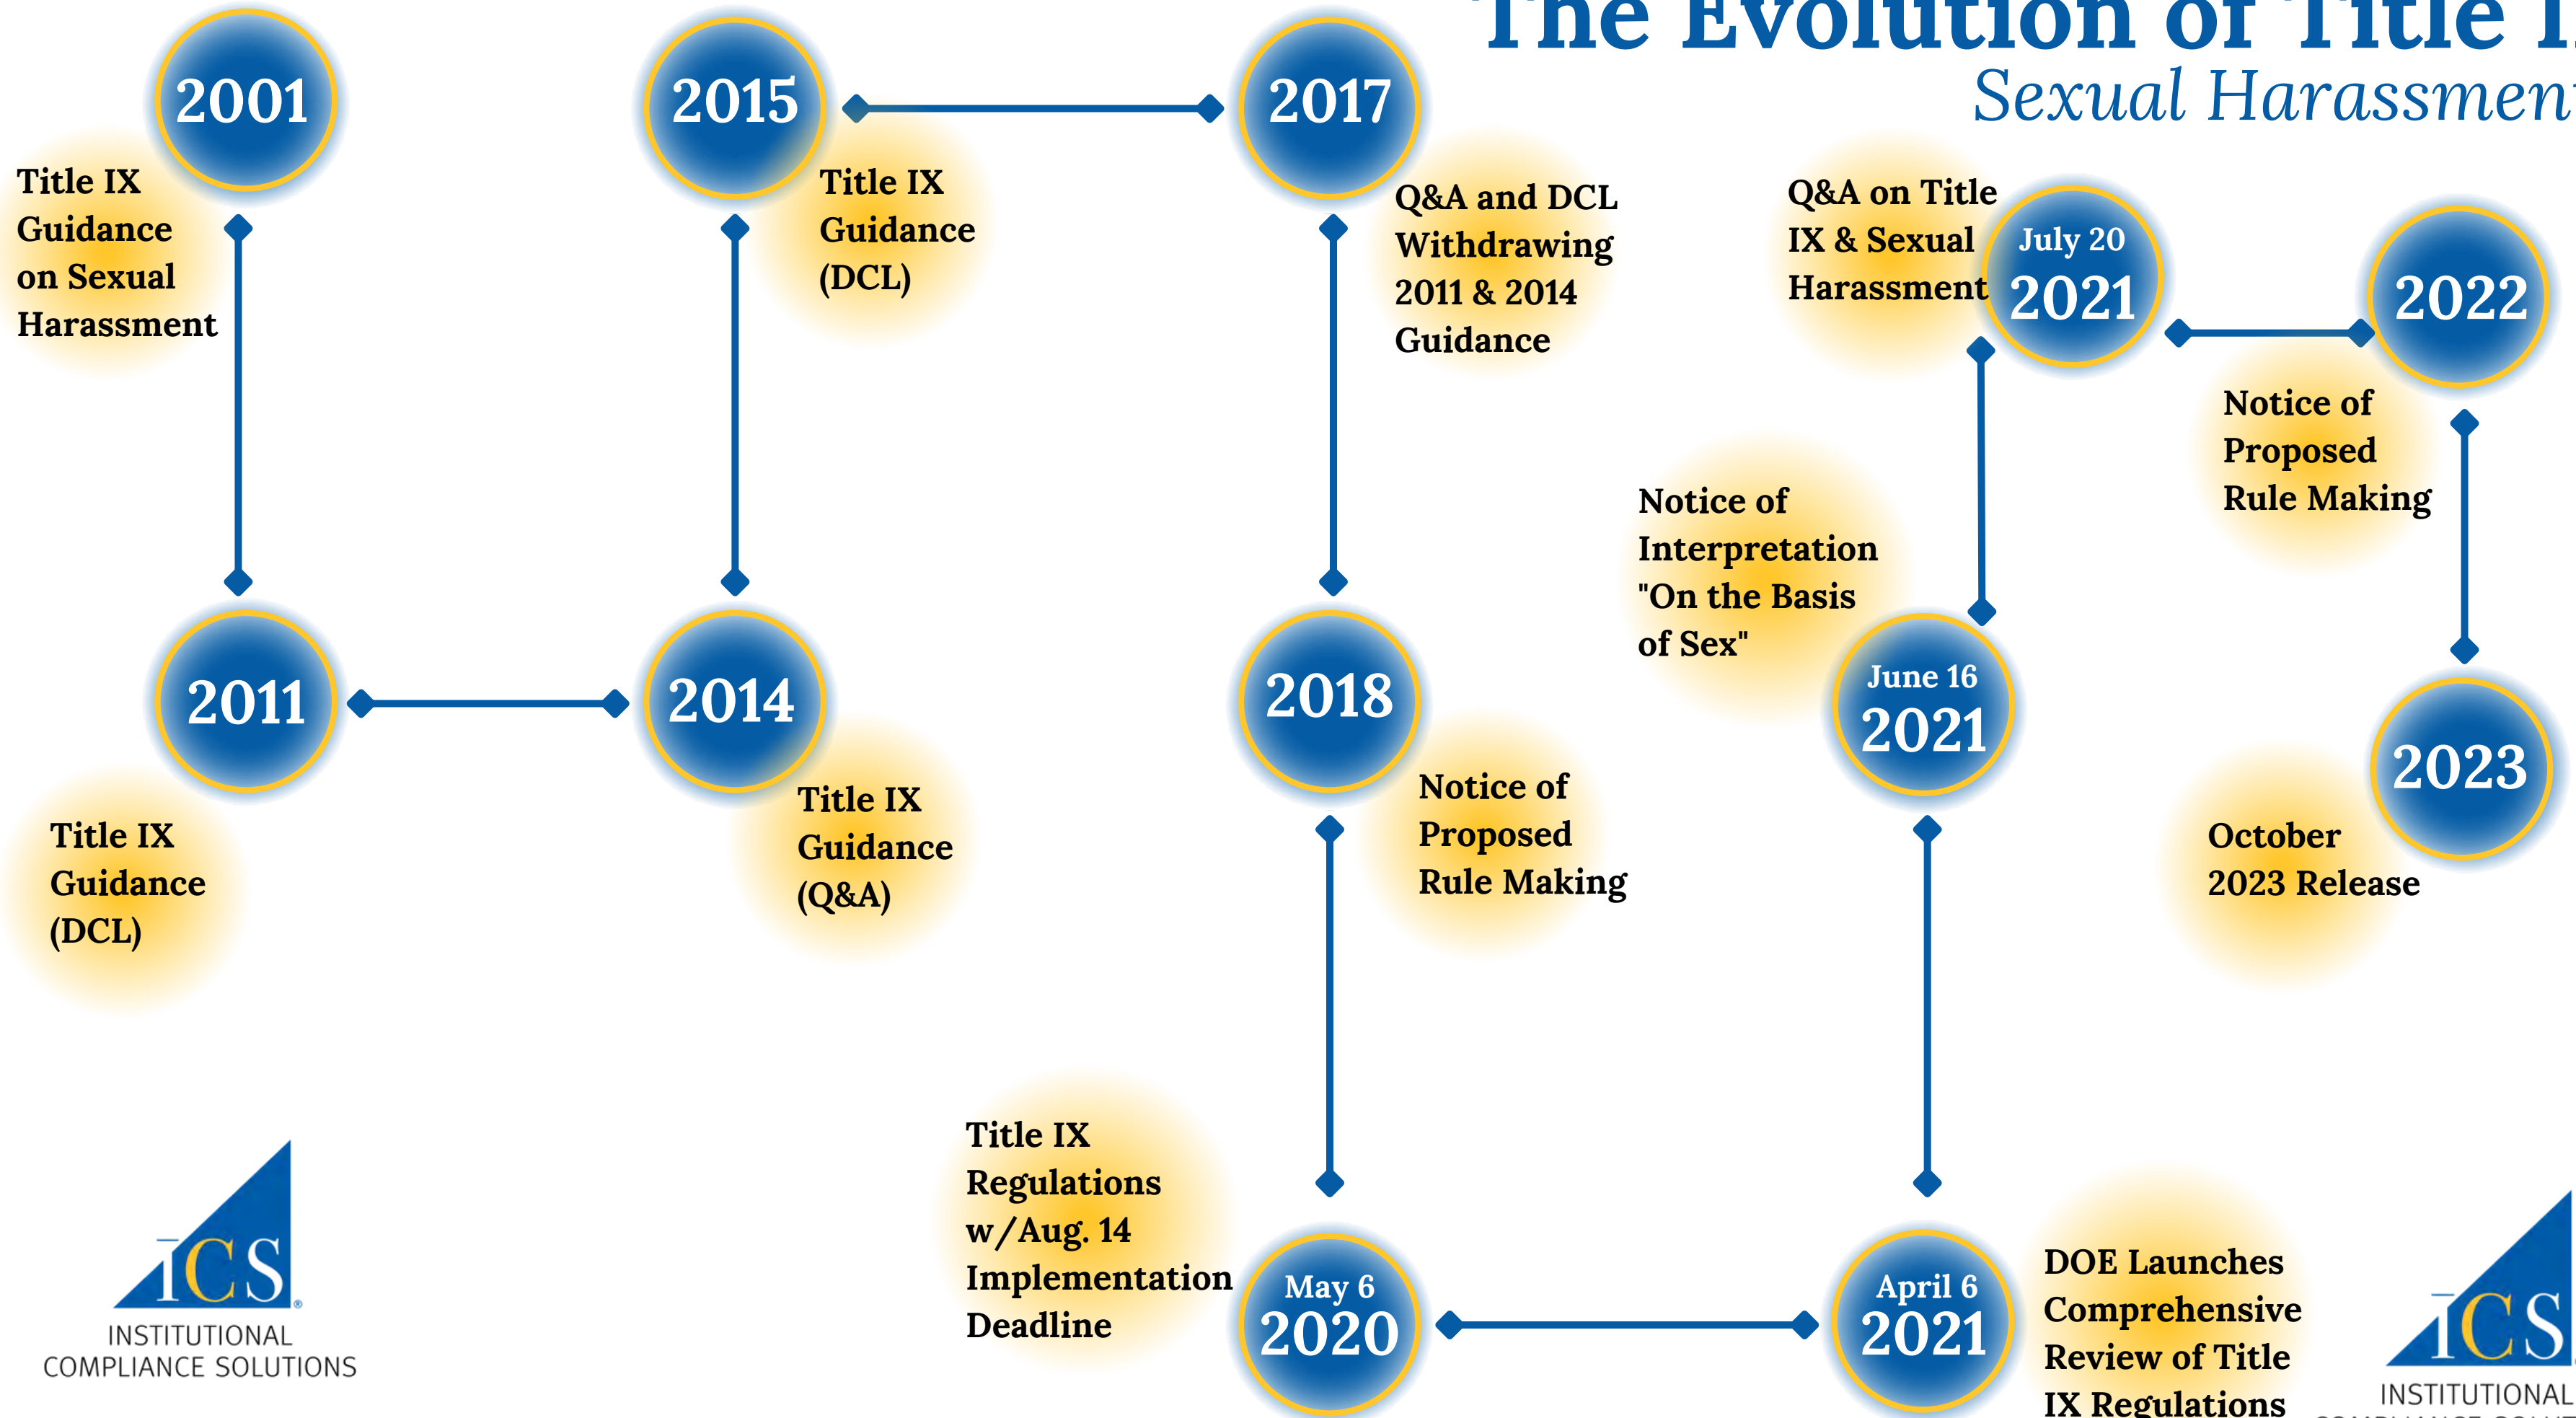 The Evolution of Title I
Sexual Harassment
2001
Title IX
Guidance
on Sexual
Harassment
2011
Title IX
Guidance
(DCL)
2014
Title IX
Guidance
(Q&A)
2015
Title IX
Guidance
(DCL)
2017
Q&A and DCL
Withdrawing
2011 & 2014
Guidance
2018
Notice of
Proposed
Rule Making
May 6
2020
Title IX
Regulations
w/Aug. 14
Implementation
Deadline
April 6
2021
DOE Launches
Comprehensive
Review of Title
IX Regulations
June 16
2021
Notice of
Interpretation
"On the Basis
of Sex"
July 20
2021
Q&A on Title
IX & Sexual
Harassment
2022
Notice of
Proposed
Rule Making
2023
October
2023 Release
ICS®
INSTITUTIONAL
COMPLIANCE SOLUTIONS
ICS
INSTITUTIONAL